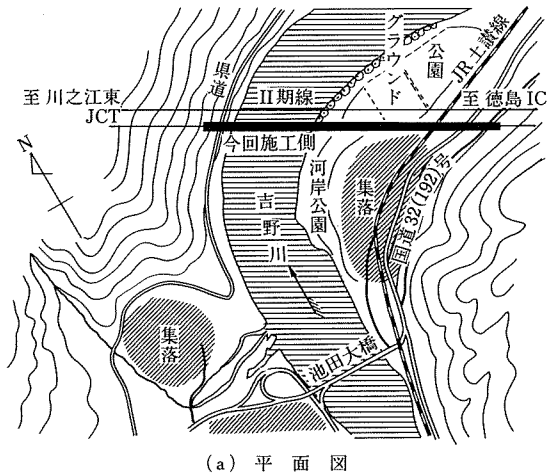 グラウンド
公園
JR土讃線
県道
至 川之江東
JCT
II期線
至 徳島IC
今回施工側
N
河岸公園
集落
国道32(192)号
吉野川
集落
池田大橋
(a) 平面図